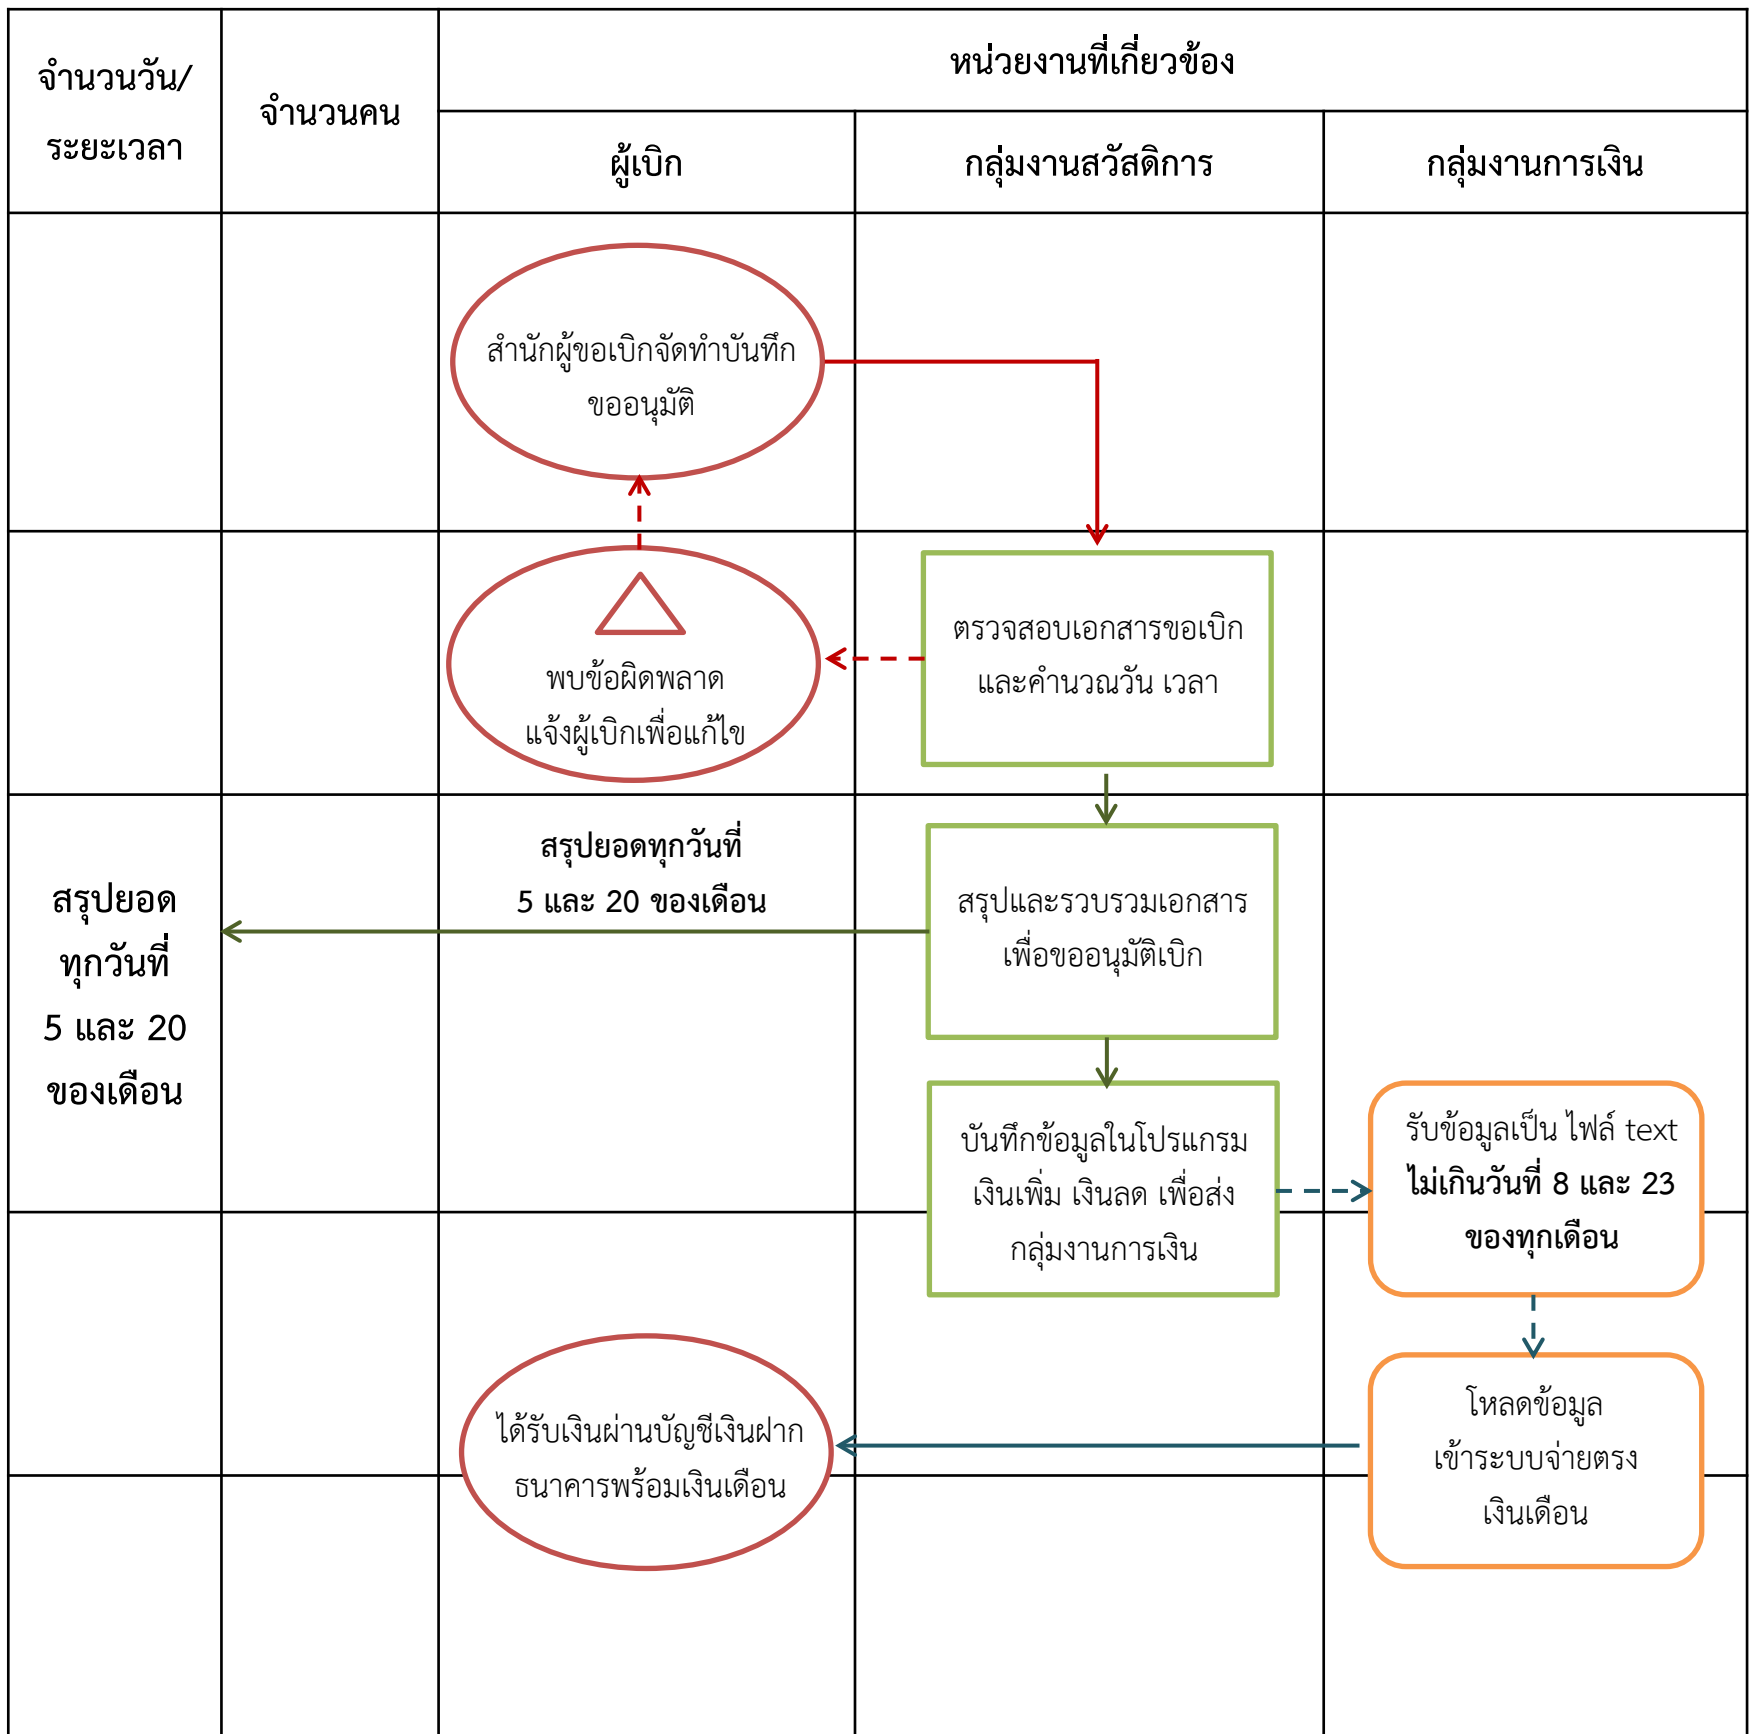 จำนวนวัน/
ระยะเวลา
จำนวนคน
หน่วยงานที่เกี่ยวข้อง
ผู้เบิก
กลุ่มงานสวัสดิการ
กลุ่มงานการเงิน
สำนักผู้ขอเบิกจัดทำบันทึก
ขออนุมัติ
พบข้อผิดพลาด
แจ้งผู้เบิกเพื่อแก้ไข
ตรวจสอบเอกสารขอเบิก
และคำนวณวัน เวลา
สรุปยอด
ทุกวันที่
5 และ 20
ของเดือน
สรุปยอดทุกวันที่
5 และ 20 ของเดือน
สรุปและรวบรวมเอกสาร
เพื่อขออนุมัติเบิก
บันทึกข้อมูลในโปรแกรม
เงินเพิ่ม เงินลด เพื่อส่ง
กลุ่มงานการเงิน
รับข้อมูลเป็น ไฟล์ text
ไม่เกินวันที่ 8 และ 23
ของทุกเดือน
โหลดข้อมูล
เข้าระบบจ่ายตรง
เงินเดือน
ได้รับเงินผ่านบัญชีเงินฝาก
ธนาคารพร้อมเงินเดือน